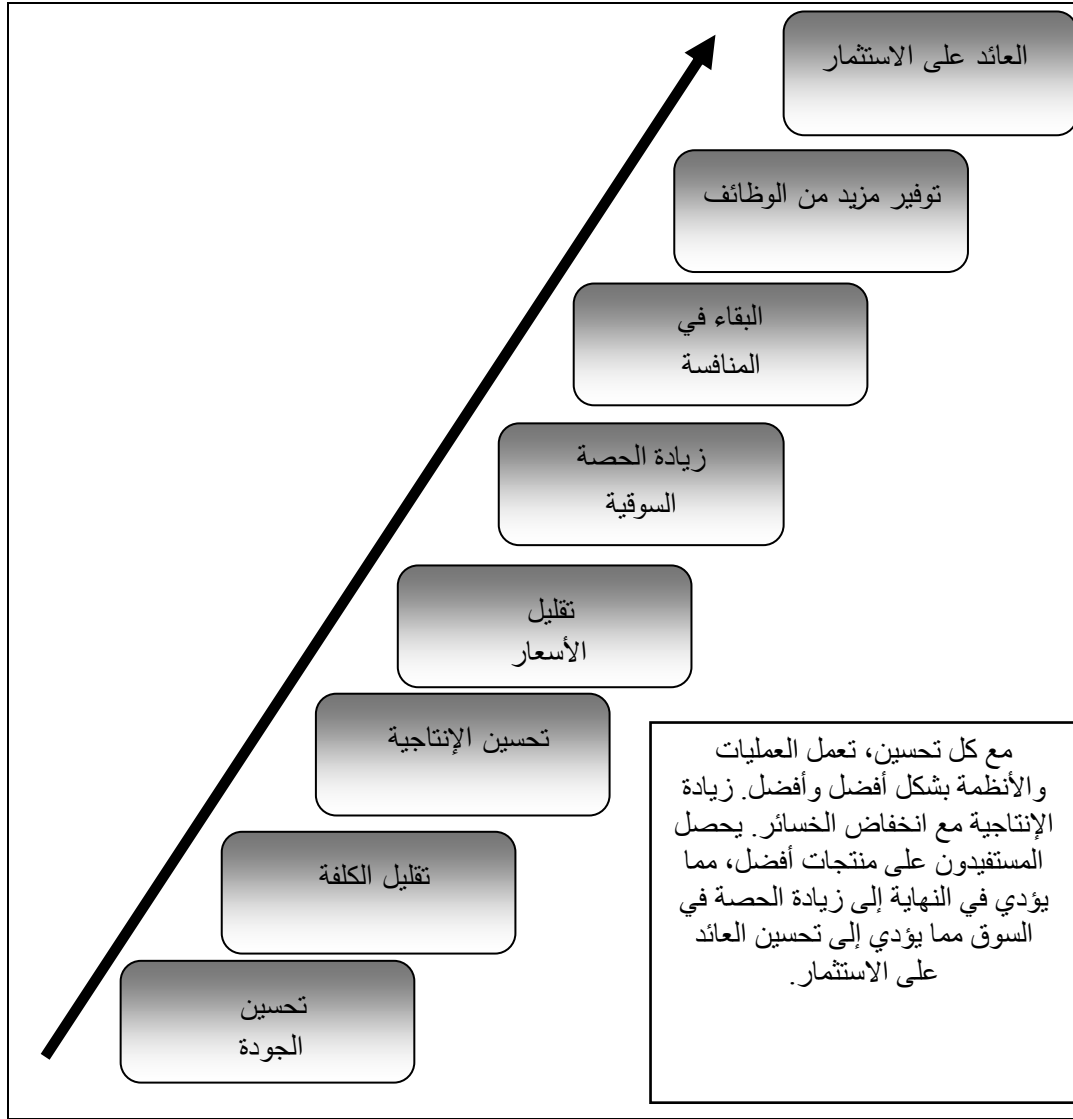 العائد على الاستثمار
توفير مزيد من الوظائف
البقاء في
المنافسة
زيادة الحصة
السوقية
تقليل
الأسعار
تحسين الإنتاجية
تقليل الكلفة
تحسين
الجودة
مع كل تحسين، تعمل العمليات
والأنظمة بشكل أفضل وأفضل. زيادة
الإنتاجية مع انخفاض الخسائر. يحصل
المستفيدون على منتجات أفضل، مما
يؤدي في النهاية إلى زيادة الحصة في
السوق مما يؤدي إلى تحسين العائد
على الاستثمار.